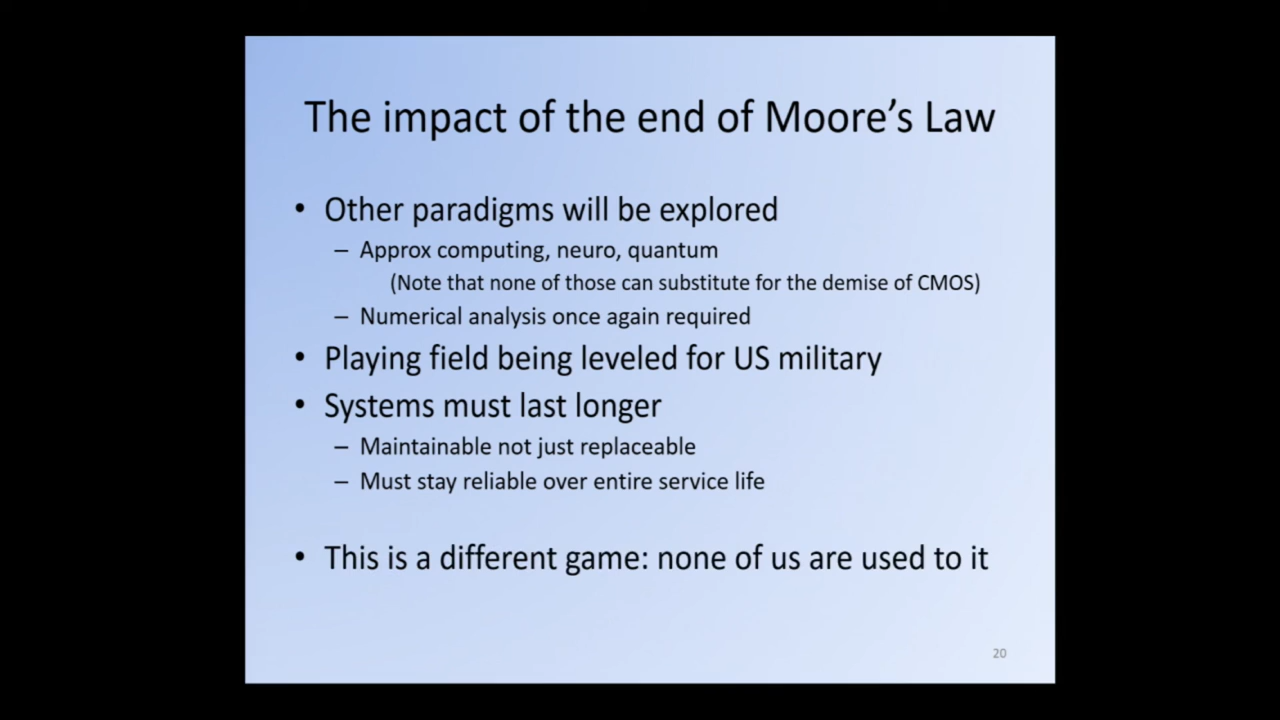 The impact of the end of Moore's Law
• Other paradigms will be explored
– Approx computing, neuro, quantum
(Note that none of those can substitute for the demise of CMOS)
– Numerical analysis once again required
• Playing field being leveled for US military
• Systems must last longer
– Maintainable not just replaceable
– Must stay reliable over entire service life
• This is a different game: none of us are used to it
20